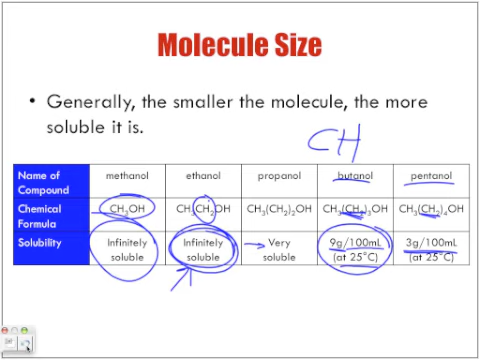 Molecule Size
• Generally, the smaller the molecule, the more
soluble it is.
CH
Name of Compound methanol ethanol propanol butanol pentanol
Chemical Formula CH₃OH CH₃CH₂OH CH₃(CH₂)₂OH CH₃(CH₂)₃OH CH₃(CH₂)₄OH
Solubility Infinitely soluble Infinitely soluble Very soluble 9g/100mL (at 25°C) 3g/100mL (at 25°C)